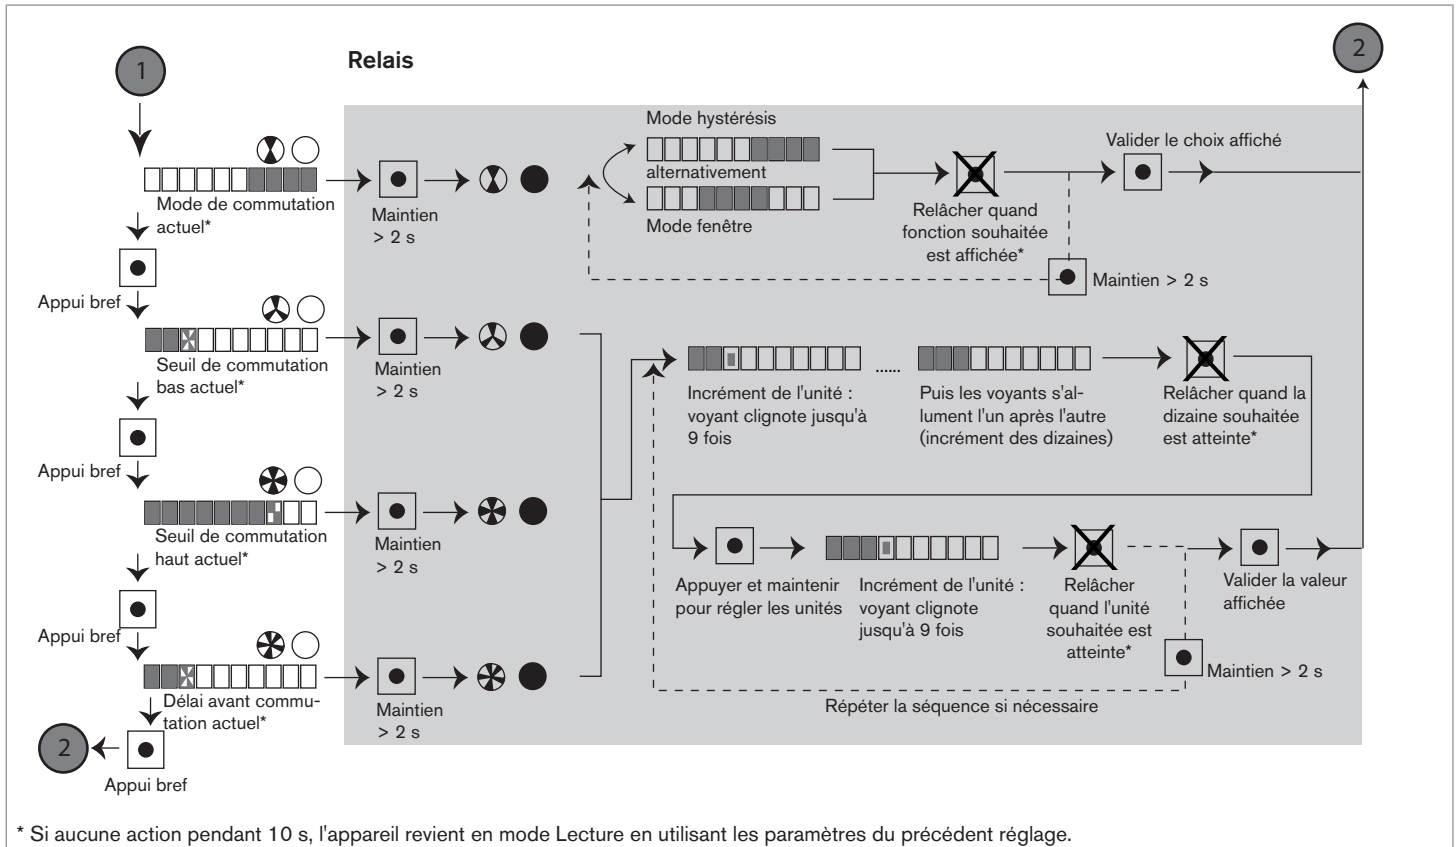 1
Relais
2
Mode hystérésis
alternativement
Mode fenêtre
Valider le choix affiché
Mode de commutation
actuel*
Maintien
> 2 s
Relâcher quand
fonction souhaitée
est affichée*
Maintien > 2 s
Appui bref
Seuil de commutation
bas actuel*
Maintien
> 2 s
Incrément de l'unité :
voyant clignote jusqu'à
9 fois
......
Puis les voyants s'al-
lument l'un après l'autre
(incrément des dizaines)
Relâcher quand la
dizaine souhaitée
est atteinte*
Appui bref
Seuil de commutation
haut actuel*
Maintien
> 2 s
Appuyer et maintenir
pour régler les unités
Incrément de l'unité :
voyant clignote
jusqu'à 9 fois
Relâcher
quand l'unité
souhaitée est
atteinte*
Valider la valeur
affichée
Maintien > 2 s
Répéter la séquence si nécessaire
Appui bref
Délai avant commu-
tation actuel*
Maintien
> 2 s
2
Appui bref
* Si aucune action pendant 10 s, l'appareil revient en mode Lecture en utilisant les paramètres du précédent réglage.